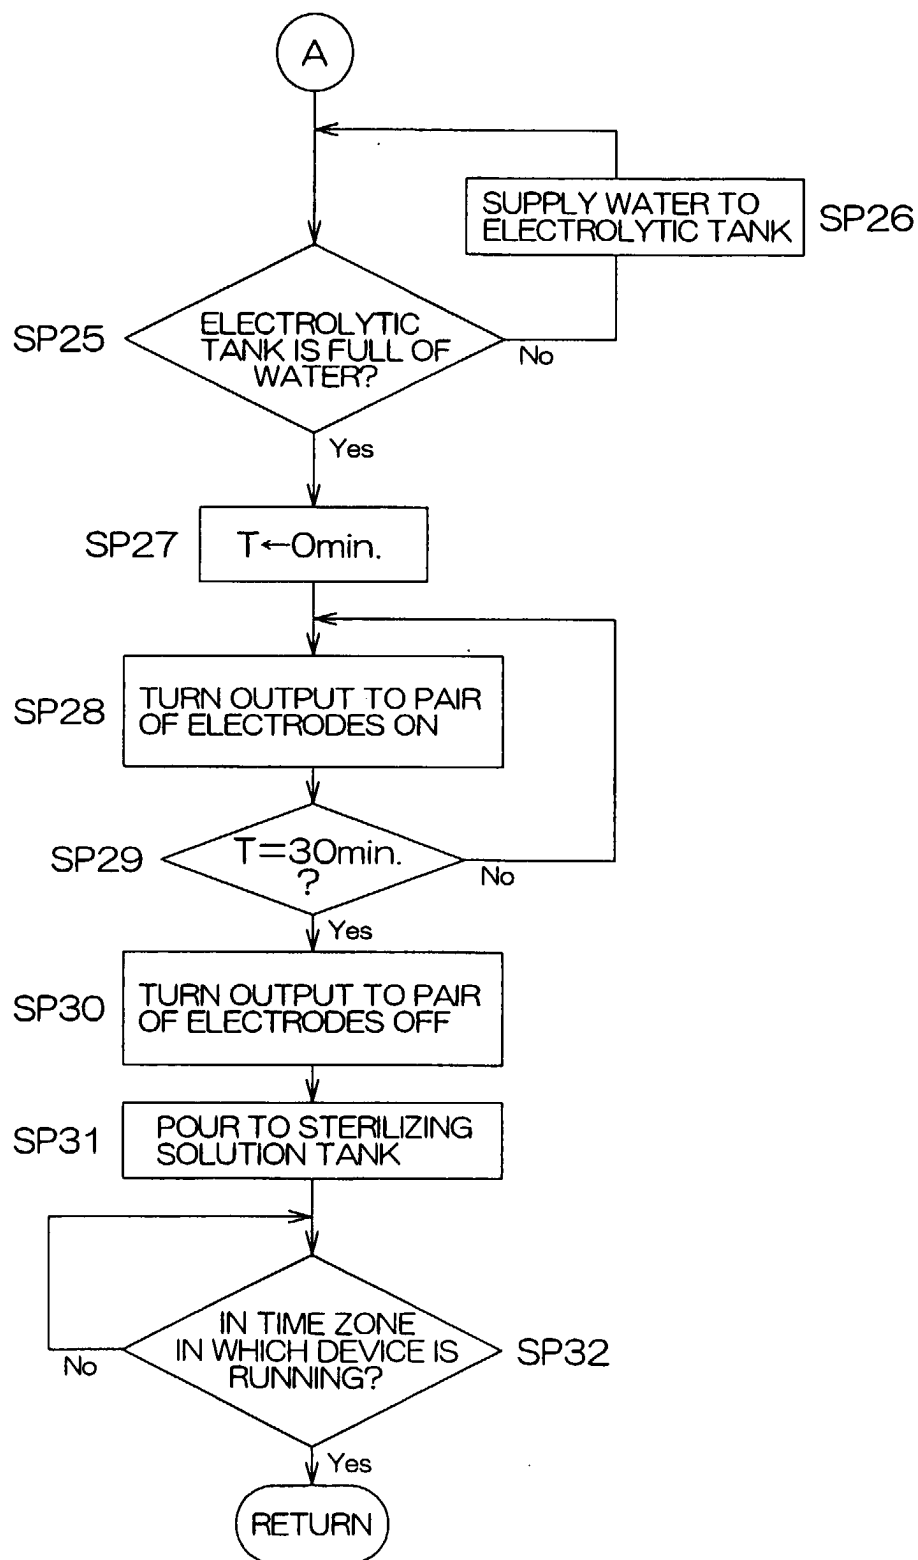 A
SUPPLY WATER TO
ELECTROLYTIC TANK
SP26
SP25
ELECTROLYTIC
TANK IS FULL OF
WATER?
No
Yes
SP27
T←0min.
SP28
TURN OUTPUT TO PAIR
OF ELECTRODES ON
SP29
T=30min.
?
No
Yes
SP30
TURN OUTPUT TO PAIR
OF ELECTRODES OFF
SP31
POUR TO STERILIZING
SOLUTION TANK
IN TIME ZONE
IN WHICH DEVICE IS
RUNNING?
SP32
No
Yes
RETURN